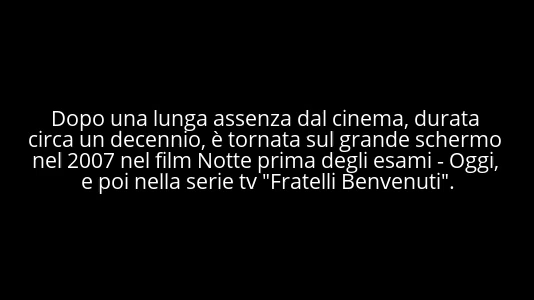 Dopo una lunga assenza dal cinema, durata
circa un decennio, è tornata sul grande schermo
nel 2007 nel film Notte prima degli esami - Oggi,
e poi nella serie tv "Fratelli Benvenuti".